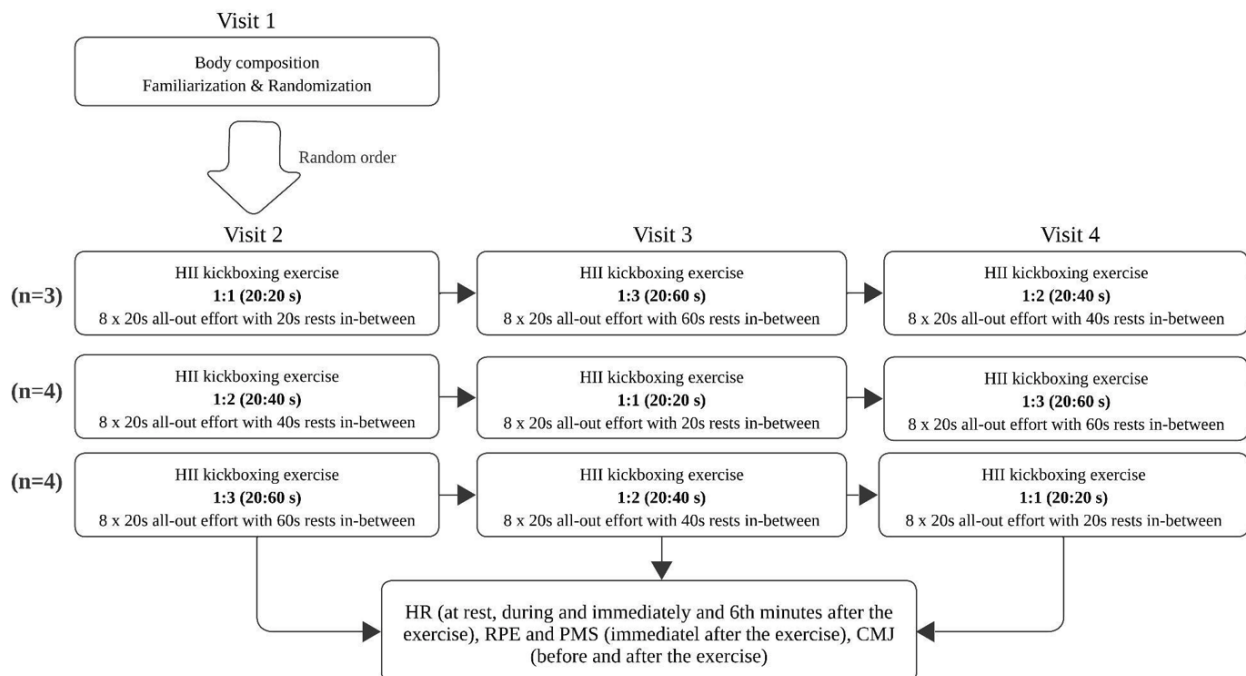 Visit 1
Body composition
Familiarization & Randomization
Random order
Visit 2
Visit 3
Visit 4
(n=3)
HII kickboxing exercise
1:1 (20:20 s)
8 x 20s all-out effort with 20s rests in-between
HII kickboxing exercise
1:3 (20:60 s)
8 x 20s all-out effort with 60s rests in-between
HII kickboxing exercise
1:2 (20:40 s)
8 x 20s all-out effort with 40s rests in-between
(n=4)
HII kickboxing exercise
1:2 (20:40 s)
8 x 20s all-out effort with 40s rests in-between
HII kickboxing exercise
1:1 (20:20 s)
8 x 20s all-out effort with 20s rests in-between
HII kickboxing exercise
1:3 (20:60 s)
8 x 20s all-out effort with 60s rests in-between
(n=4)
HII kickboxing exercise
1:3 (20:60 s)
8 x 20s all-out effort with 60s rests in-between
HII kickboxing exercise
1:2 (20:40 s)
8 x 20s all-out effort with 40s rests in-between
HII kickboxing exercise
1:1 (20:20 s)
8 x 20s all-out effort with 20s rests in-between
HR (at rest, during and immediately and 6th minutes after the
exercise), RPE and PMS (immediatel after the exercise), CMJ
(before and after the exercise)